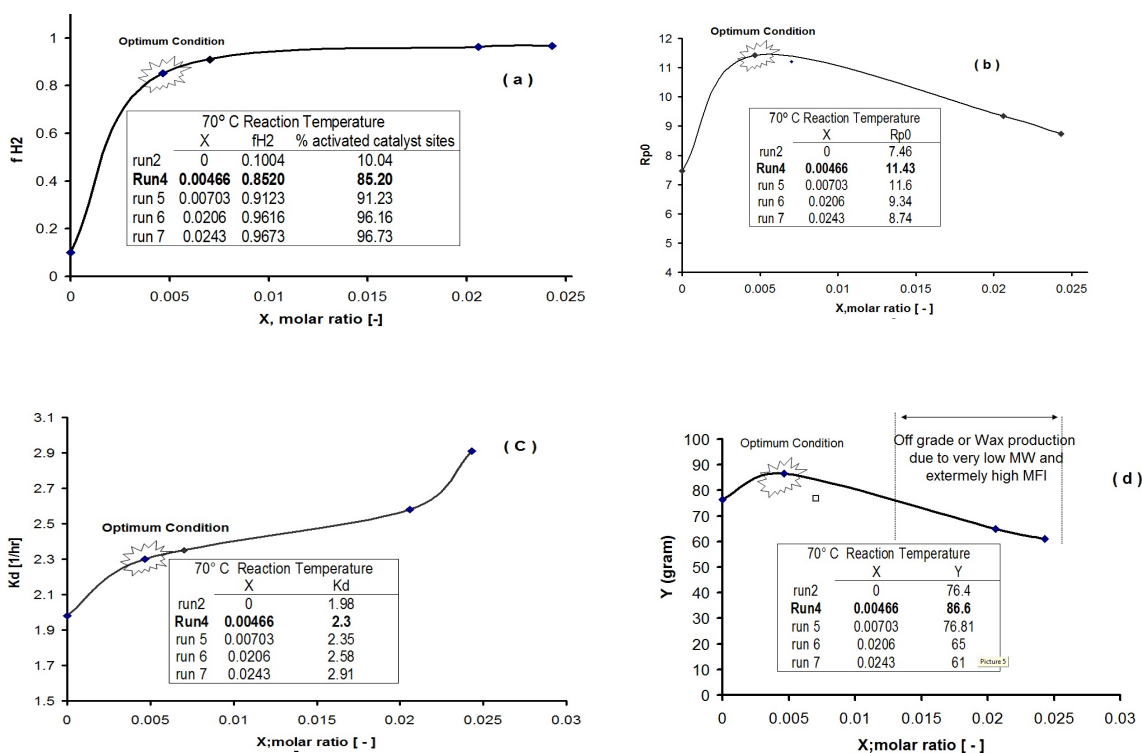 f H2
1
0.8
0.6
0.4
0.2
0
Optimum Condition
( a )
70º C Reaction Temperature
X fH2 % activated catalyst sites
run2 0 0.1004 10.04
Run4 0.00466 0.8520 85.20
run 5 0.00703 0.9123 91.23
run 6 0.0206 0.9616 96.16
run 7 0.0243 0.9673 96.73
0 0.005 0.01 0.015 0.02 0.025
X, molar ratio [-]
Rp0
12
11
10
9
8
7
6
5
4
Optimum Condition
( b )
70º C Reaction Temperature
X Rp0
run2 0 7.46
Run4 0.00466 11.43
run 5 0.00703 11.6
run 6 0.0206 9.34
run 7 0.0243 8.74
0 0.005 0.01 0.015 0.02 0.025
X,molar ratio [ - ]
Kd [1/hr]
3.1
2.9
2.7
2.5
2.3
2.1
1.9
1.7
1.5
Optimum Condition
( C )
70° C Reaction Temperature
X Kd
run2 0 1.98
Run4 0.00466 2.3
run 5 0.00703 2.35
run 6 0.0206 2.58
run 7 0.0243 2.91
0 0.005 0.01 0.015 0.02 0.025 0.03
X;molar ratio [ - ]
Y (gram)
100
90
80
70
60
50
40
30
20
10
0
Optimum Condition
Off grade or Wax production
due to very low MW and
extermely high MFI
( d )
70° C Reaction Temperature
X Y
run2 0 76.4
Run4 0.00466 86.6
run 5 0.00703 76.81
run 6 0.0206 65
run 7 0.0243 61
Picture 5
0 0.005 0.01 0.015 0.02 0.025 0.03
X;molar ratio [ - ]